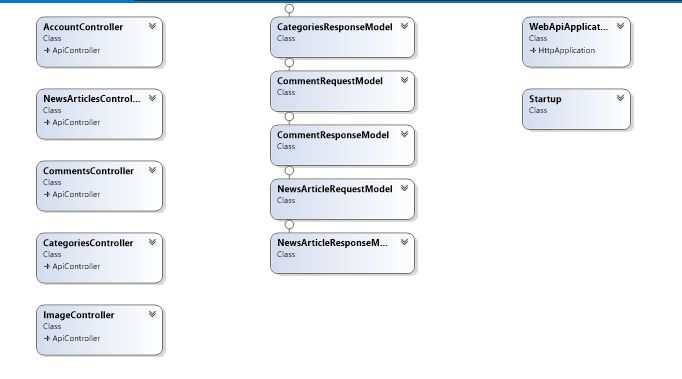 AccountController
Class
ApiController
NewsArticlesControl...
Class
ApiController
CommentsController
Class
ApiController
CategoriesController
Class
ApiController
ImageController
Class
ApiController
CategoriesResponseModel
Class
CommentRequestModel
Class
CommentResponseModel
Class
NewsArticleRequestModel
Class
NewsArticleResponseM...
Class
WebApiApplicat...
Class
HttpApplication
Startup
Class